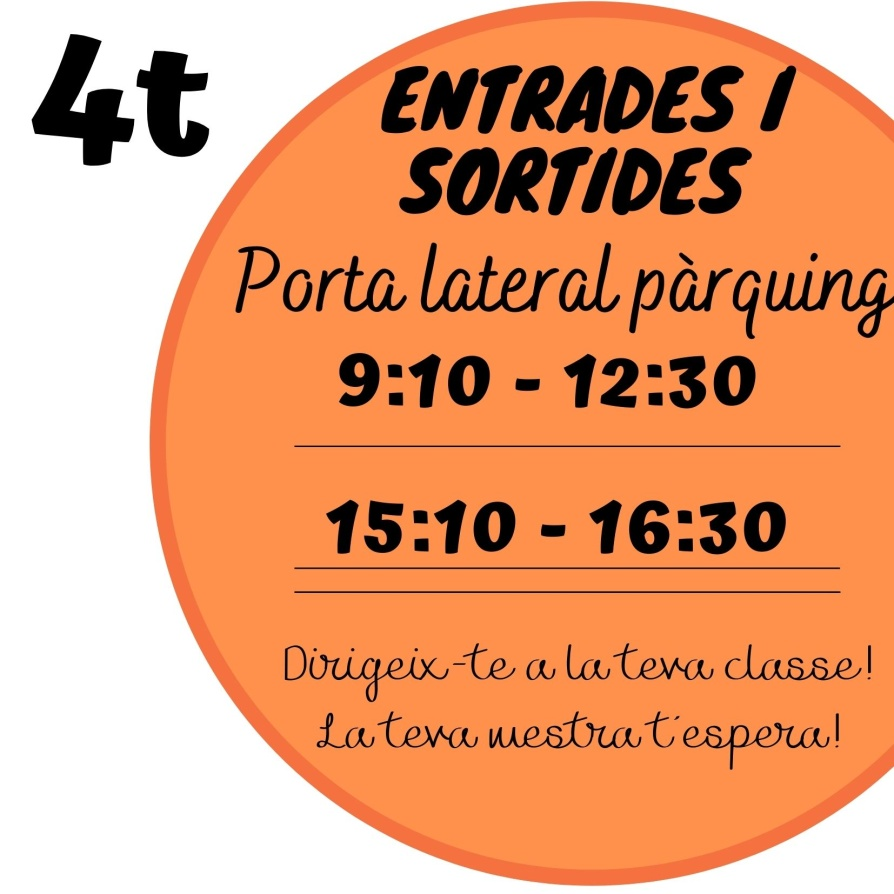 4t
ENTRADES I
SORTIDES
Porta lateral pàrquing
9:10 - 12:30
15:10 - 16:30
Dirigeix-te a la teva classe!
La teva mestra t'espera!